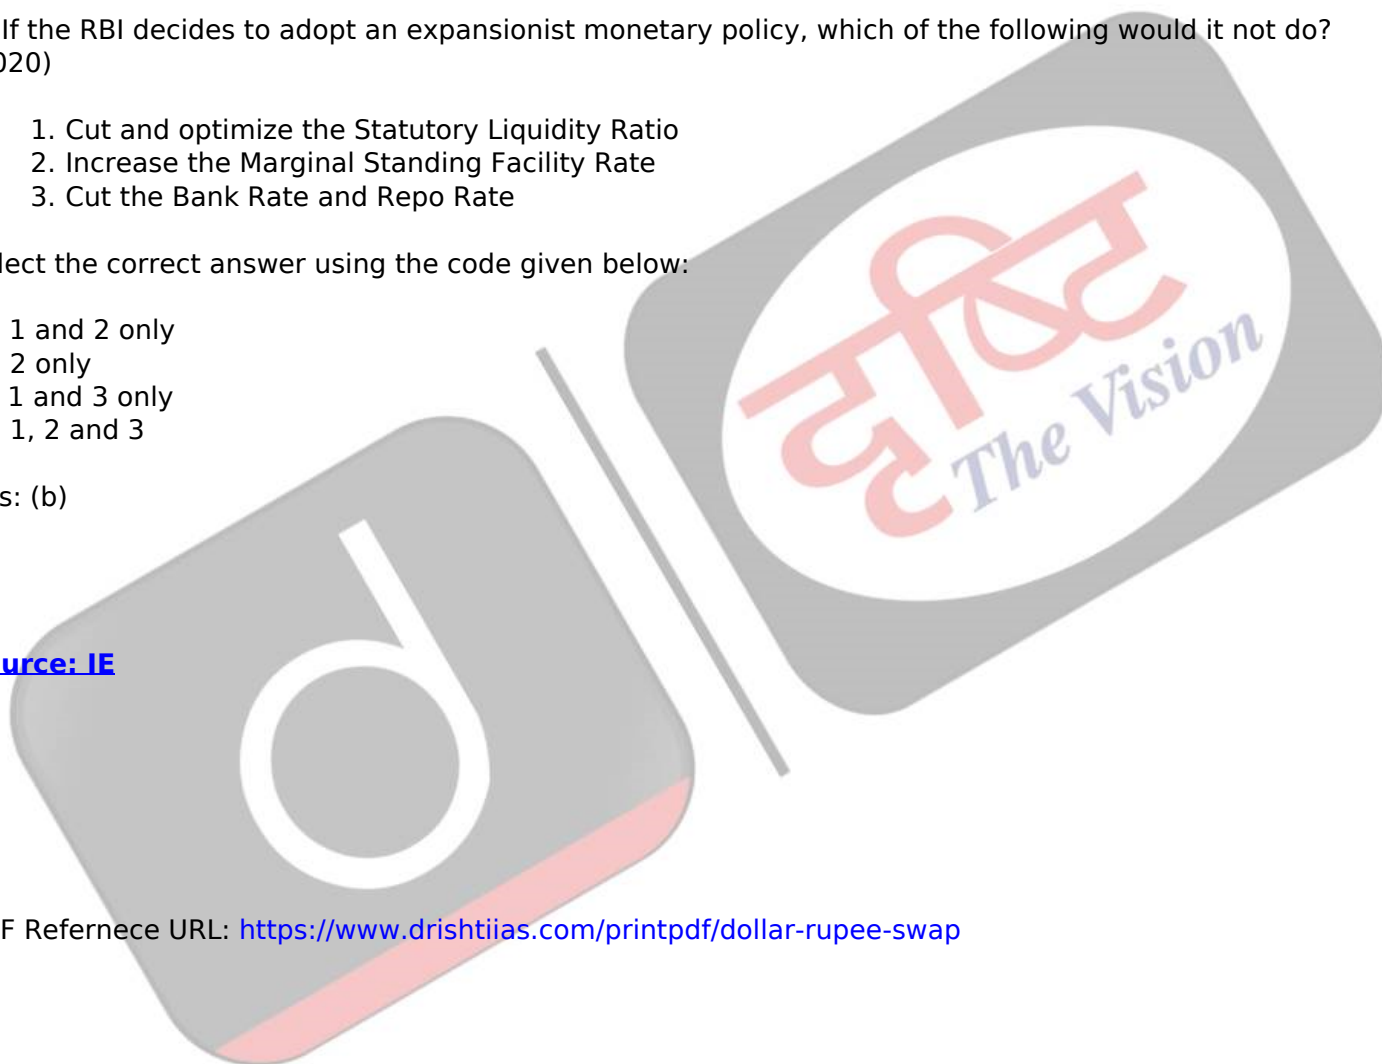 If the RBI decides to adopt an expansionist monetary policy, which of the following would it not do?
020)
1. Cut and optimize the Statutory Liquidity Ratio
2. Increase the Marginal Standing Facility Rate
3. Cut the Bank Rate and Repo Rate
lect the correct answer using the code given below:
1 and 2 only
2 only
1 and 3 only
1, 2 and 3
s: (b)
urce: IE
F Refernece URL: https://www.drishtiias.com/printpdf/dollar-rupee-swap
दृष्टि
The Vision